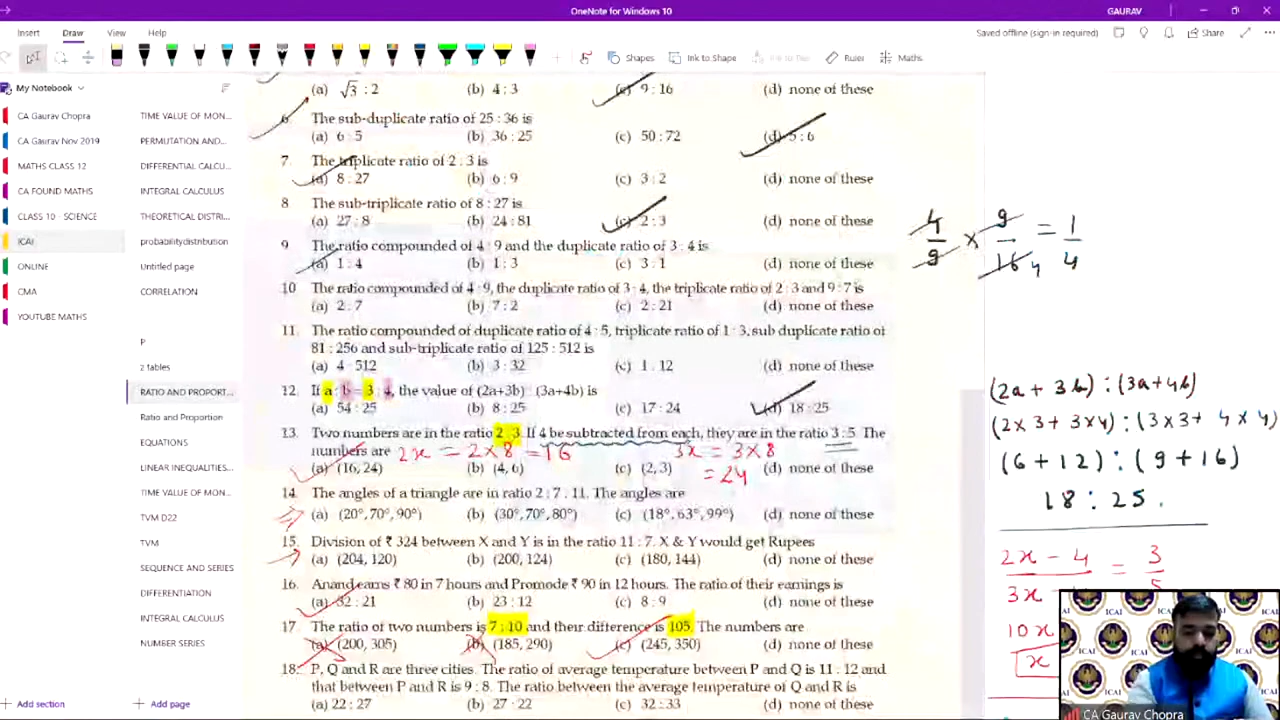 OneNote for Windows 10
GAURAV
Insert Draw View Help
Saved offline (sign-in required)
Share
Shapes
Ink to Shape
Ink to Text
Ruler
Maths
My Notebook
CA Gaurav Chopra
CA Gaurav Nov 2019
MATHS CLASS 12
CA FOUND MATHS
CLASS 10 - SCIENCE
ICAI
ONLINE
CMA
YOUTUBE MATHS
TIME VALUE OF MON...
PERMUTATION AND...
DIFFERENTIAL CALCU...
INTEGRAL CALCULUS
THEORETICAL DISTRI...
probabilitydistribution
Untitled page
CORRELATION
P
2 tables
RATIO AND PROPORT...
Ratio and Proportion
EQUATIONS
LINEAR INEQUALITIES...
TIME VALUE OF MON...
TVM D22
TVM
SEQUENCE AND SERIES
DIFFERENTIATION
INTEGRAL CALCULUS
NUMBER SERIES
Add section
Add page
(a) √3 : 2 (b) 4 : 3 (c) 9 : 16 (d) none of these
6 The sub-duplicate ratio of 25 : 36 is
(a) 6 : 5 (b) 36 : 25 (c) 50 : 72 (d) 5 : 6
7 The triplicate ratio of 2 : 3 is
(a) 8 : 27 (b) 6 : 9 (c) 3 : 2 (d) none of these
8 The sub-triplicate ratio of 8 : 27 is
(a) 27 : 8 (b) 24 : 81 (c) 2 : 3 (d) none of these
9 The ratio compounded of 4 : 9 and the duplicate ratio of 3 : 4 is
(a) 1 : 4 (b) 1 : 3 (c) 3 : 1 (d) none of these
10 The ratio compounded of 4 : 9, the duplicate ratio of 3 : 4, the triplicate ratio of 2 : 3 and 9 : 7 is
(a) 2 : 7 (b) 7 : 2 (c) 2 : 21 (d) none of these
11. The ratio compounded of duplicate ratio of 4 : 5, triplicate ratio of 1 : 3, sub duplicate ratio of
81 : 256 and sub-triplicate ratio of 125 : 512 is
(a) 4 : 512 (b) 3 : 32 (c) 1 : 12 (d) none of these
12 If a : b = 3 : 4, the value of (2a+3b) : (3a+4b) is
(a) 54 : 25 (b) 8 : 25 (c) 17 : 24 (d) 18 : 25
13. Two numbers are in the ratio 2 : 3. If 4 be subtracted from each, they are in the ratio 3 : 5. The
numbers are 2x = 2×8 = 16 3x = 3×8
(a) (16, 24) (b) (4, 6) (c) (2, 3) (d) none of these
= 24
14. The angles of a triangle are in ratio 2 : 7 : 11. The angles are
(a) (20°, 70°, 90°) (b) (30°, 70°, 80°) (c) (18°, 63°, 99°) (d) none of these
15. Division of ₹ 324 between X and Y is in the ratio 11 : 7. X & Y would get Rupees
(a) (204, 120) (b) (200, 124) (c) (180, 144) (d) none of these
16. Anand earns ₹ 80 in 7 hours and Promode ₹ 90 in 12 hours. The ratio of their earnings is
(a) 32 : 21 (b) 23 : 12 (c) 8 : 9 (d) none of these
17 The ratio of two numbers is 7 : 10 and their difference is 105. The numbers are
(a) (200, 305) (b) (185, 290) (c) (245, 350) (d) none of these
18. P, Q and R are three cities. The ratio of average temperature between P and Q is 11 : 12 and
that between P and R is 9 : 8. The ratio between the average temperature of Q and R is
(a) 22 : 27 (b) 27 : 22 (c) 32 : 33 (d) none of these
4/9 × 9/16 = 1/4
4
(2a + 3b) : (3a + 4b)
(2×3 + 3×4) : (3×3 + 4×4)
(6 + 12) : (9 + 16)
18 : 25.
2x - 4 = 3
3x 5
10x
x
ICAI
CA Gaurav Chopra